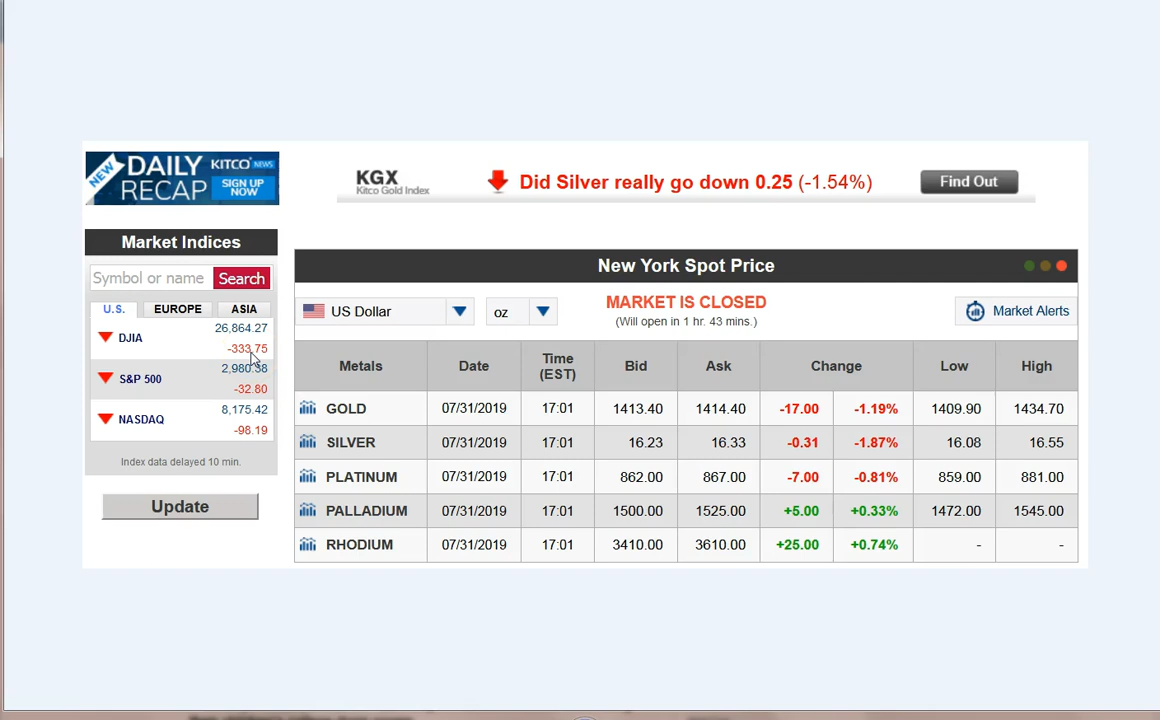 NEW
DAILY RECAP
KITCO NEWS
SIGN UP NOW
KGX
Kitco Gold Index
Did Silver really go down 0.25 (-1.54%)
Find Out
Market Indices
Symbol or name Search
U.S. EUROPE ASIA
DJIA 26,864.27
-333.75
S&P 500 2,980.38
-32.80
NASDAQ 8,175.42
-98.19
Index data delayed 10 min.
Update
New York Spot Price
US Dollar oz
MARKET IS CLOSED
(Will open in 1 hr. 43 mins.)
Market Alerts
Metals Date Time (EST) Bid Ask Change Low High
GOLD 07/31/2019 17:01 1413.40 1414.40 -17.00 -1.19% 1409.90 1434.70
SILVER 07/31/2019 17:01 16.23 16.33 -0.31 -1.87% 16.08 16.55
PLATINUM 07/31/2019 17:01 862.00 867.00 -7.00 -0.81% 859.00 881.00
PALLADIUM 07/31/2019 17:01 1500.00 1525.00 +5.00 +0.33% 1472.00 1545.00
RHODIUM 07/31/2019 17:01 3410.00 3610.00 +25.00 +0.74% - -